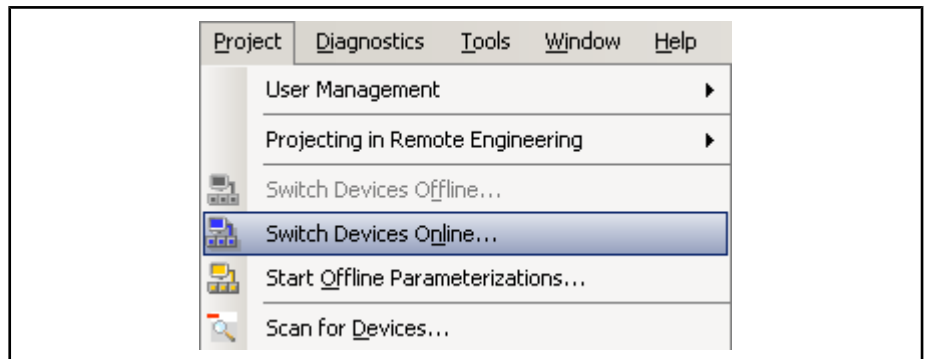 Project Diagnostics Tools Window Help
User Management
Projecting in Remote Engineering
Switch Devices Offline...
Switch Devices Online...
Start Offline Parameterizations...
Scan for Devices...